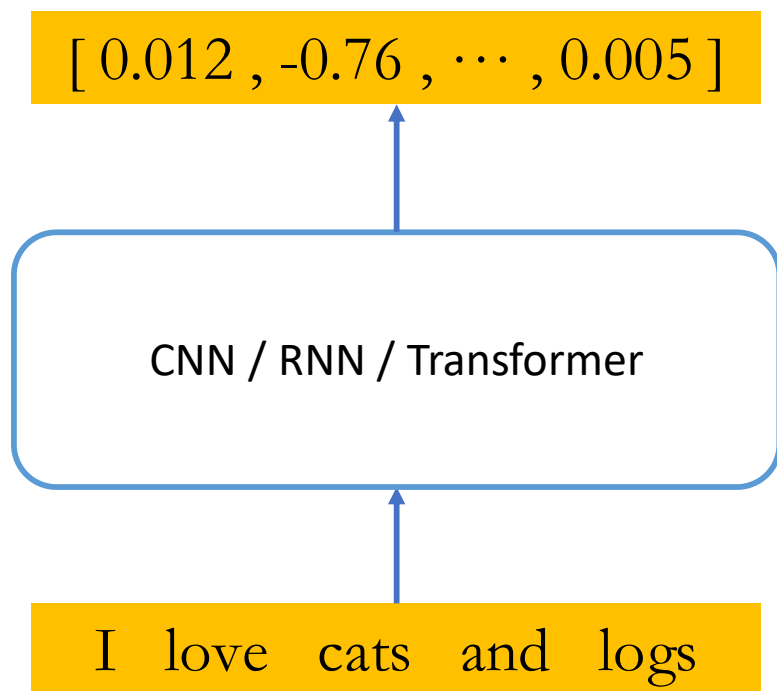 [ 0.012 , -0.76 , ⋯ , 0.005 ]
CNN / RNN / Transformer
I love cats and logs